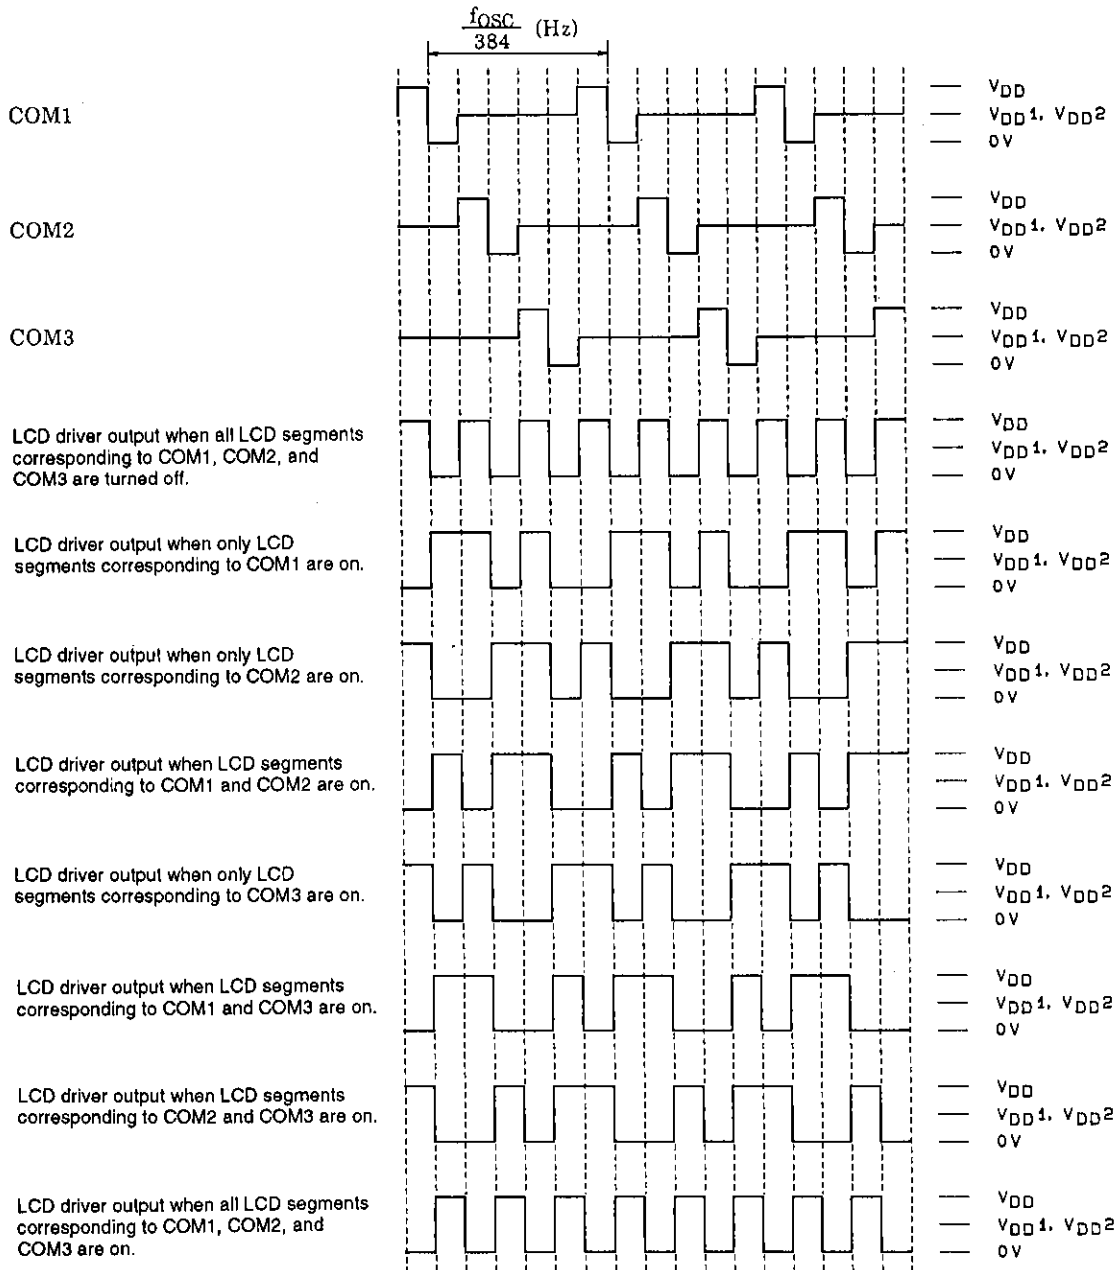 fOSC
384 (Hz)
COM1
VDD
VDD1, VDD2
0V
COM2
VDD
VDD1, VDD2
0V
COM3
VDD
VDD1, VDD2
0V
LCD driver output when all LCD segments
corresponding to COM1, COM2, and
COM3 are turned off.
VDD
VDD1, VDD2
0V
LCD driver output when only LCD
segments corresponding to COM1 are on.
VDD
VDD1, VDD2
0V
LCD driver output when only LCD
segments corresponding to COM2 are on.
VDD
VDD1, VDD2
0V
LCD driver output when LCD segments
corresponding to COM1 and COM2 are on.
VDD
VDD1, VDD2
0V
LCD driver output when only LCD
segments corresponding to COM3 are on.
VDD
VDD1, VDD2
0V
LCD driver output when LCD segments
corresponding to COM1 and COM3 are on.
VDD
VDD1, VDD2
0V
LCD driver output when LCD segments
corresponding to COM2 and COM3 are on.
VDD
VDD1, VDD2
0V
LCD driver output when all LCD segments
corresponding to COM1, COM2, and
COM3 are on.
VDD
VDD1, VDD2
0V